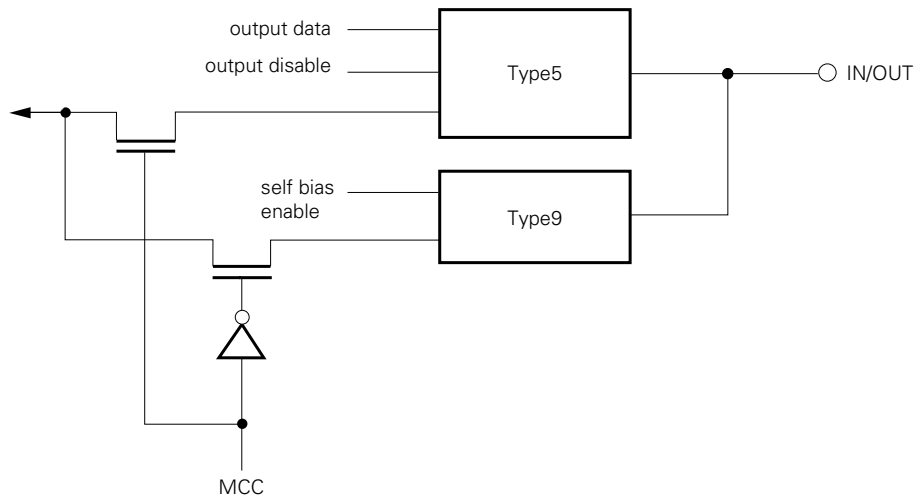 output data
output disable
Type5
IN/OUT
self bias
enable
Type9
MCC